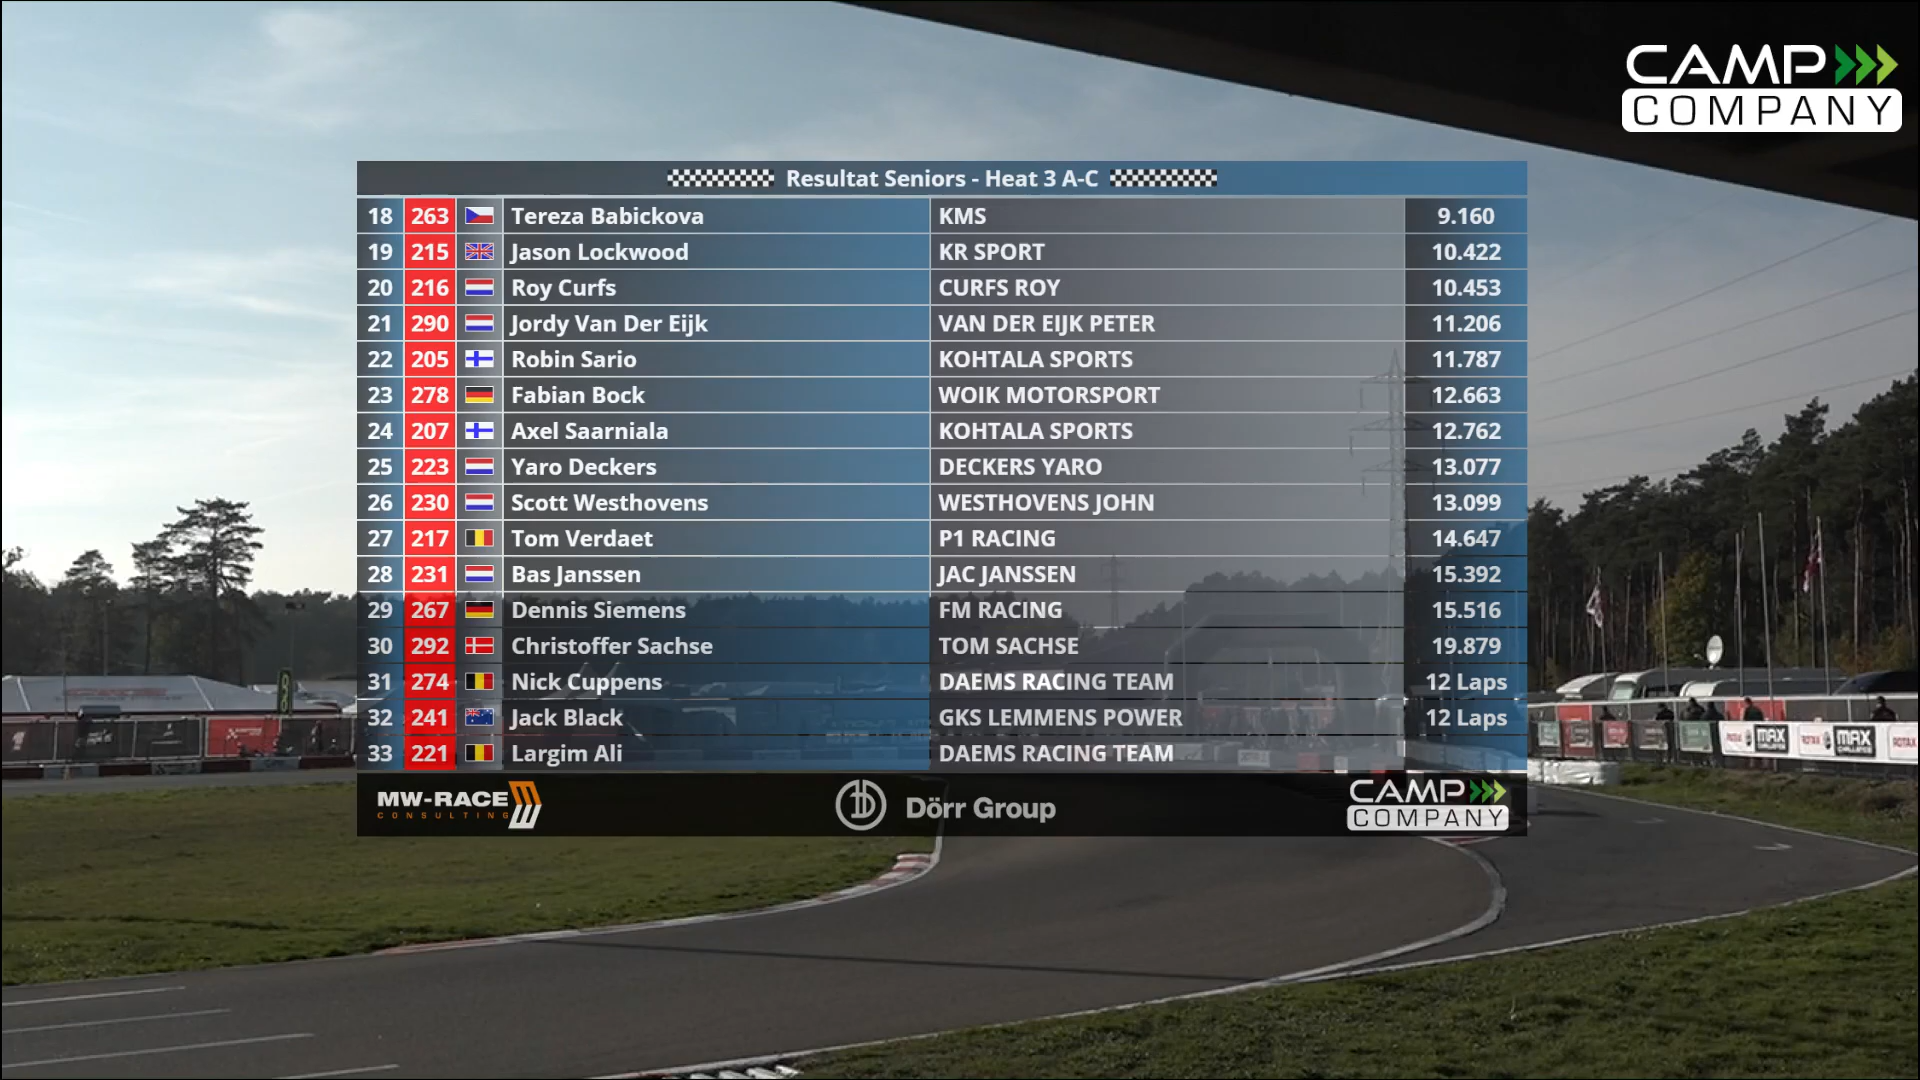 CAMP
COMPANY
Resultat Seniors - Heat 3 A-C
18 263 Tereza Babickova KMS 9.160
19 215 Jason Lockwood KR SPORT 10.422
20 216 Roy Curfs CURFS ROY 10.453
21 290 Jordy Van Der Eijk VAN DER EIJK PETER 11.206
22 205 Robin Sario KOHTALA SPORTS 11.787
23 278 Fabian Bock WOIK MOTORSPORT 12.663
24 207 Axel Saarniala KOHTALA SPORTS 12.762
25 223 Yaro Deckers DECKERS YARO 13.077
26 230 Scott Westhovens WESTHOVENS JOHN 13.099
27 217 Tom Verdaet P1 RACING 14.647
28 231 Bas Janssen JAC JANSSEN 15.392
29 267 Dennis Siemens FM RACING 15.516
30 292 Christoffer Sachse TOM SACHSE 19.879
31 274 Nick Cuppens DAEMS RACING TEAM 12 Laps
32 241 Jack Black GKS LEMMENS POWER 12 Laps
33 221 Largim Ali DAEMS RACING TEAM
MW-RACE
CONSULTING
Dörr Group
CAMP
COMPANY
ROTAX MAX CHALLENGE
ROTAX MAX CHALLENGE
ROTAX